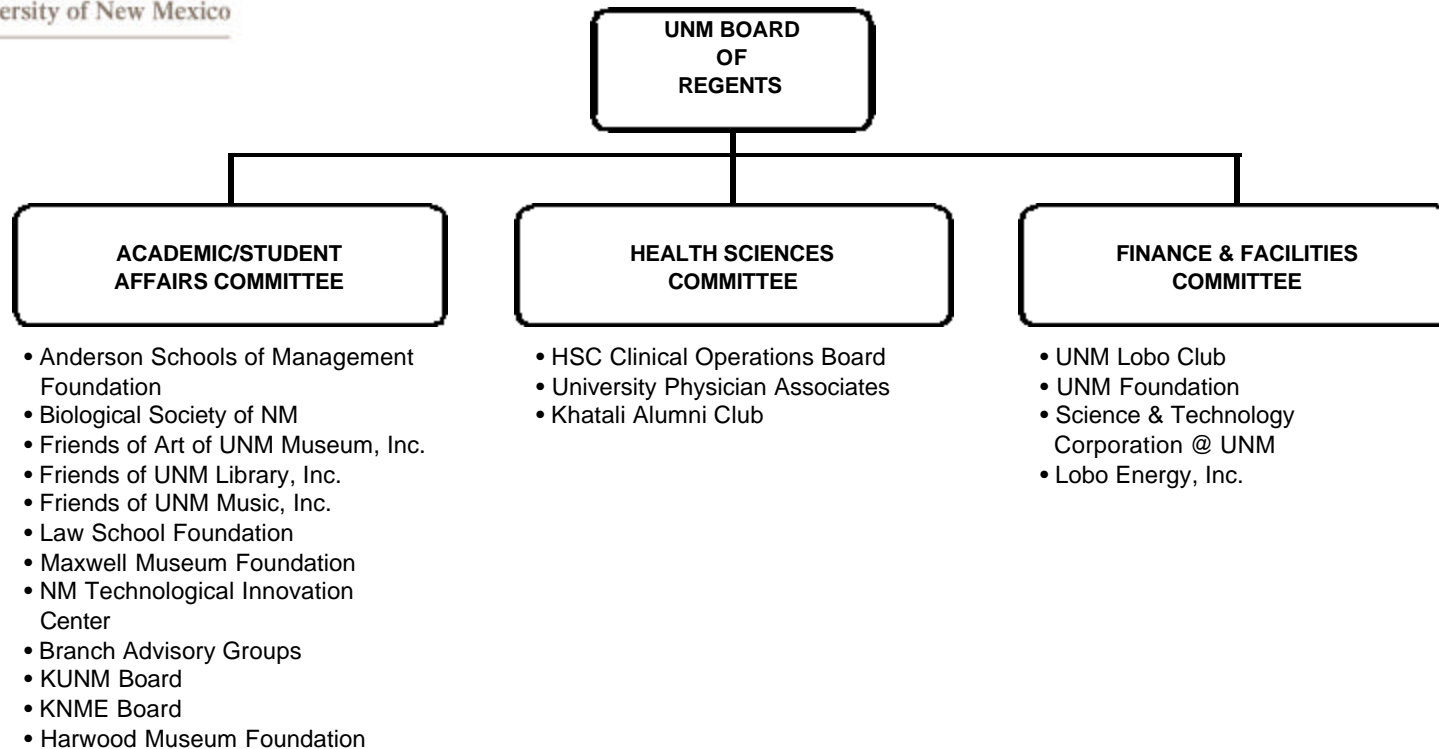 ersity of New Mexico
UNM BOARD
OF
REGENTS
ACADEMIC/STUDENT
AFFAIRS COMMITTEE
• Anderson Schools of Management
Foundation
• Biological Society of NM
• Friends of Art of UNM Museum, Inc.
• Friends of UNM Library, Inc.
• Friends of UNM Music, Inc.
• Law School Foundation
• Maxwell Museum Foundation
• NM Technological Innovation
Center
• Branch Advisory Groups
• KUNM Board
• KNME Board
• Harwood Museum Foundation
HEALTH SCIENCES
COMMITTEE
• HSC Clinical Operations Board
• University Physician Associates
• Khatali Alumni Club
FINANCE & FACILITIES
COMMITTEE
• UNM Lobo Club
• UNM Foundation
• Science & Technology
Corporation @ UNM
• Lobo Energy, Inc.